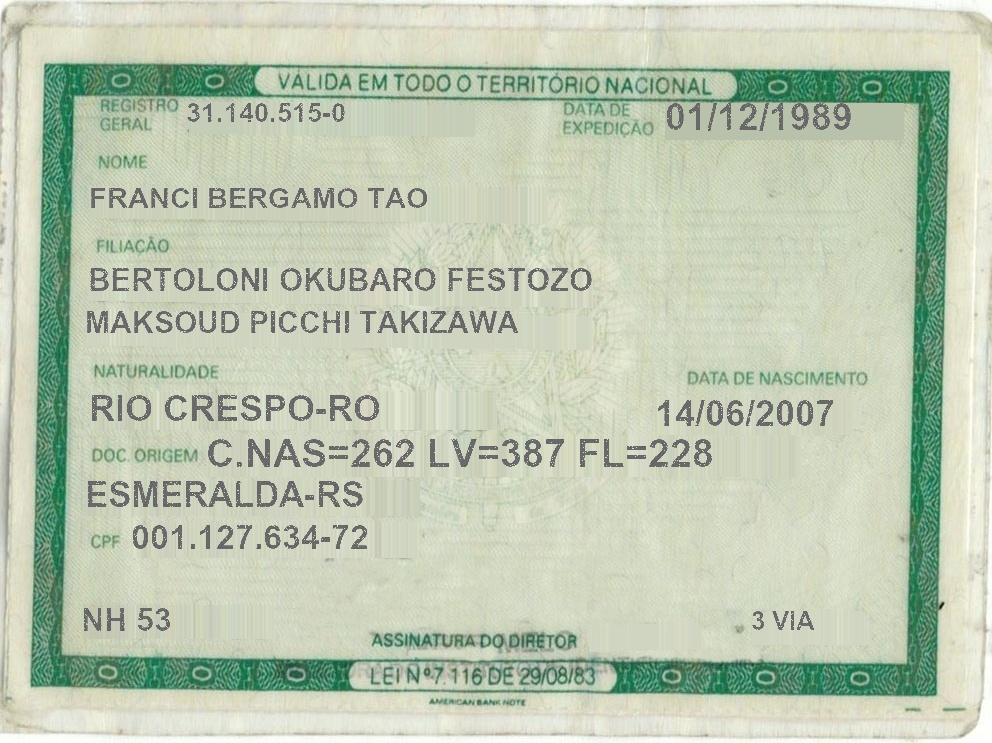 VÁLIDA EM TODO O TERRITÓRIO NACIONAL
REGISTRO GERAL 31.140.515-0 DATA DE EXPEDIÇÃO 01/12/1989
NOME
FRANCI BERGAMO TAO
FILIAÇÃO
BERTOLONI OKUBARO FESTOZO
MAKSOUD PICCHI TAKIZAWA
NATURALIDADE DATA DE NASCIMENTO
RIO CRESPO-RO 14/06/2007
DOC. ORIGEM C.NAS=262 LV=387 FL=228
ESMERALDA-RS
CPF 001.127.634-72
NH 53 3 VIA
ASSINATURA DO DIRETOR
LEI Nº 7.116 DE 29/08/83
AMERICAN BANK NOTE